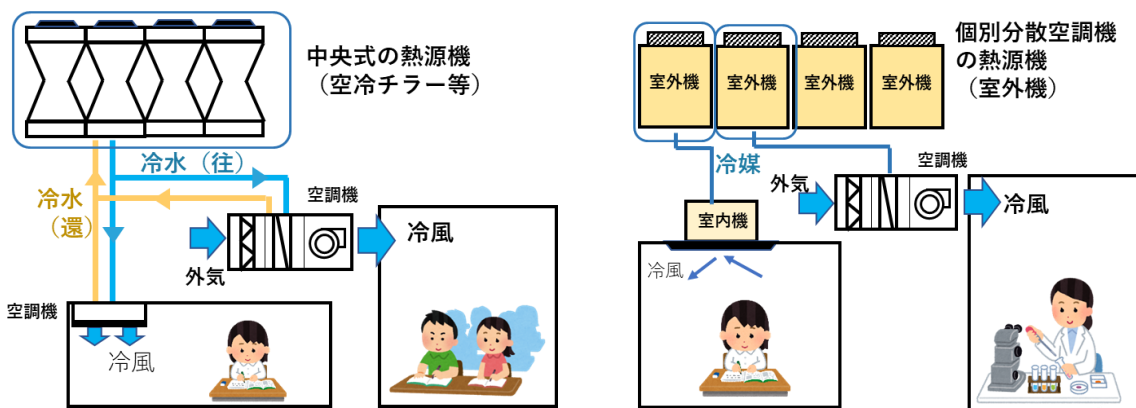 中央式の熱源機
（空冷チラー等）
冷水（往）
冷水
（還）
空調機
外気
冷風
空調機
冷風
個別分散空調機
の熱源機
（室外機）
室外機
室外機
室外機
室外機
冷媒
空調機
外気
冷風
室内機
冷風